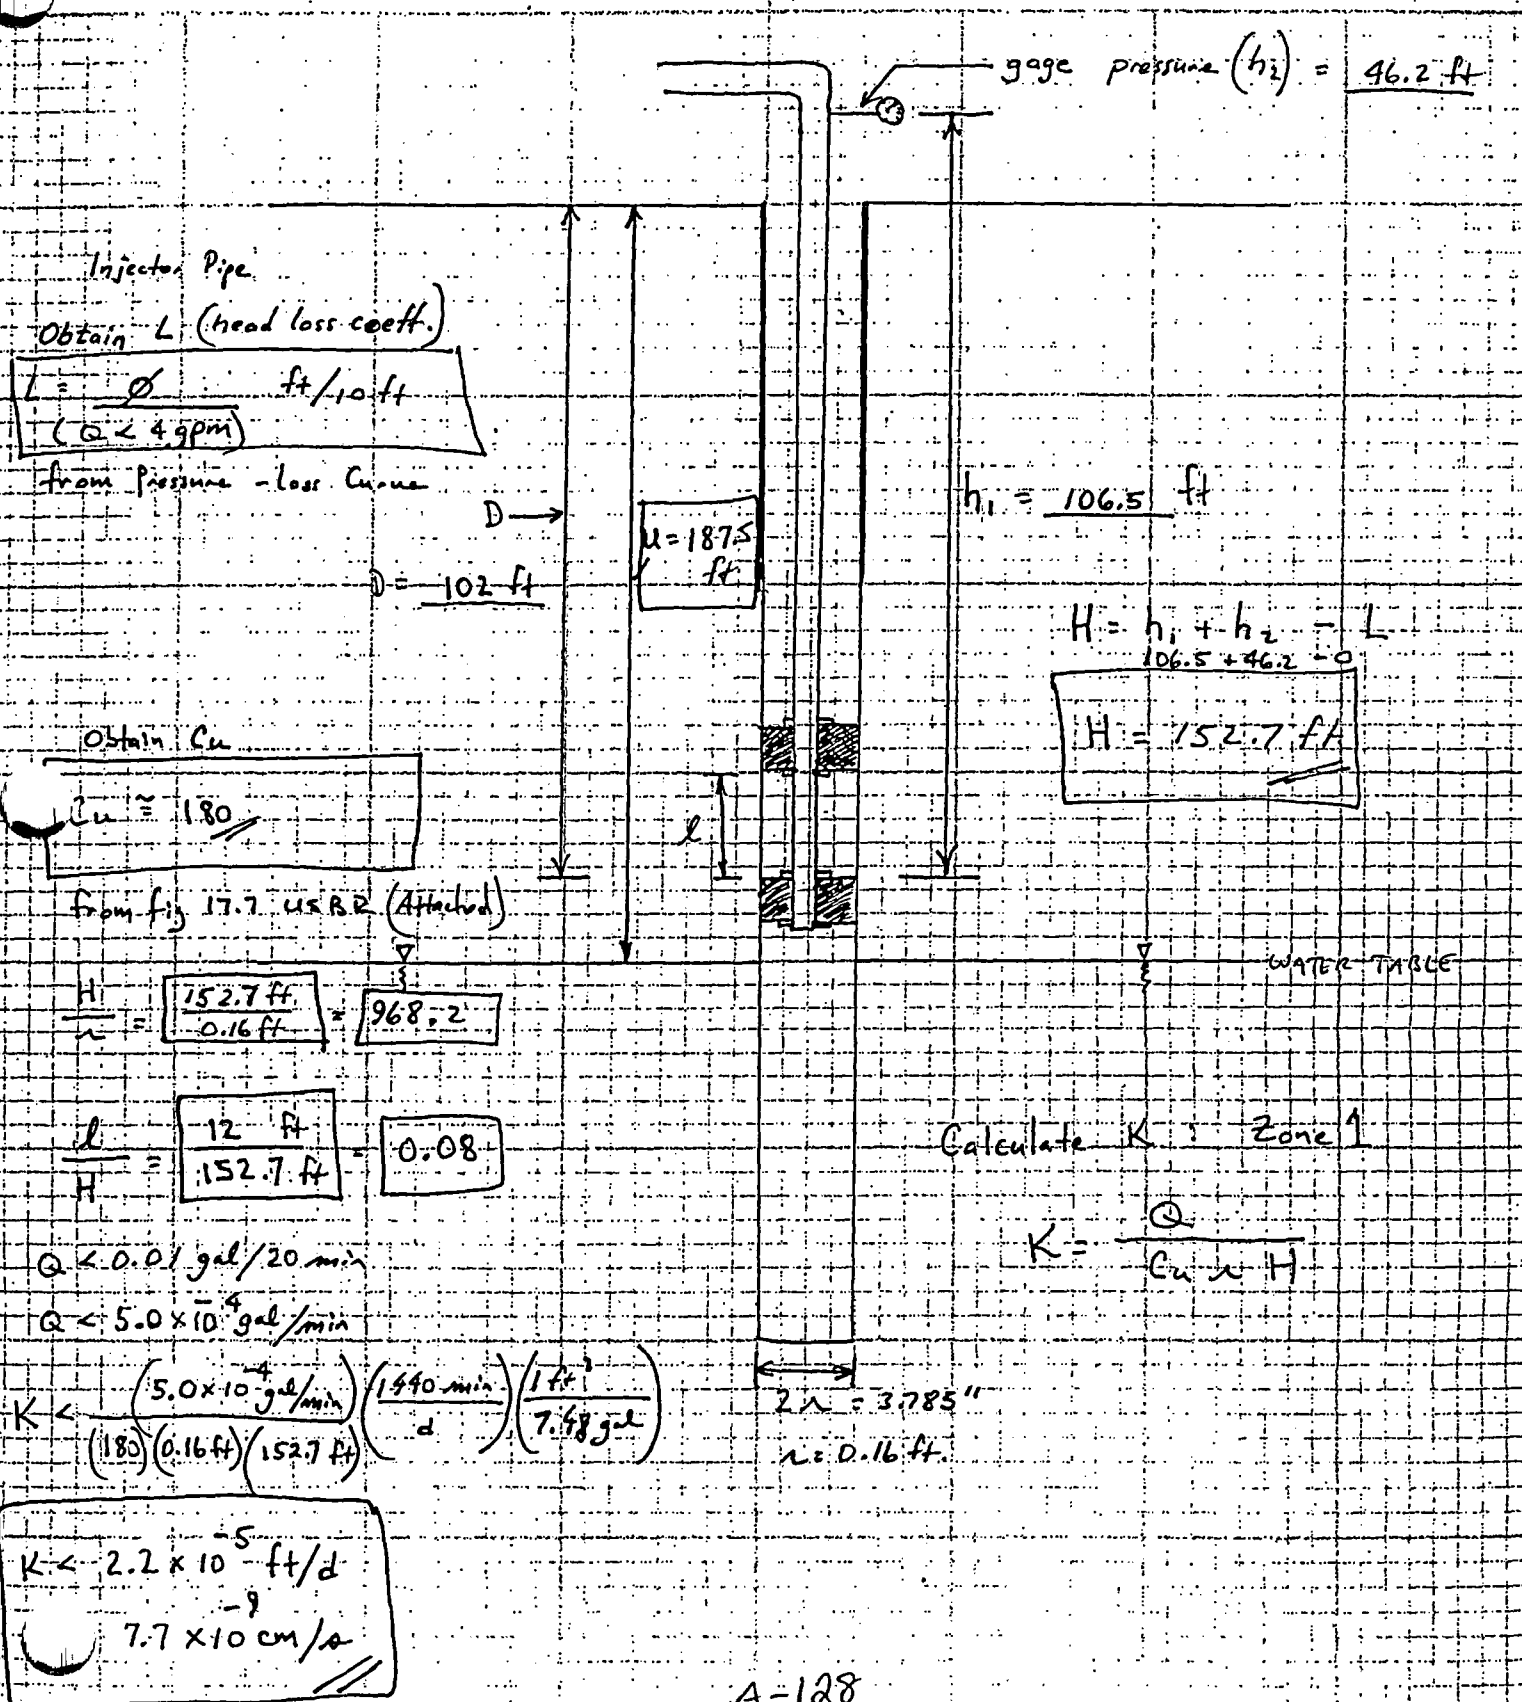 gage pressure (h₂) = 46.2 ft
Injector Pipe
Obtain L (head loss coeff.)
L = ∅ ft/10 ft
(Q < 4 gpm)
from Pressure - Loss Curve
D →
D = 102 ft
U = 187.5
ft
h₁ = 106.5 ft
H = h₁ + h₂ - L
106.5 + 46.2 - 0
H = 152.7 ft
Obtain Cu
Cu ≅ 180
from fig 17.7 USBR (Attached)
l
WATER TABLE
H/r = 152.7 ft/0.16 ft = 968.2
l/H = 12 ft/152.7 ft = 0.08
Calculate K : Zone 1
K = Q/Cu r H
Q < 0.01 gal/20 min
Q < 5.0 x 10⁻⁴ gal/min
K < (5.0 x 10⁻⁴ gal/min)/(180)(0.16 ft)(152.7 ft) (1440 min/d) (1 ft³/7.48 gal)
2r = 3.785"
r = 0.16 ft.
K < 2.2 x 10⁻⁵ ft/d
7.7 x 10⁻⁹ cm/s
A-128